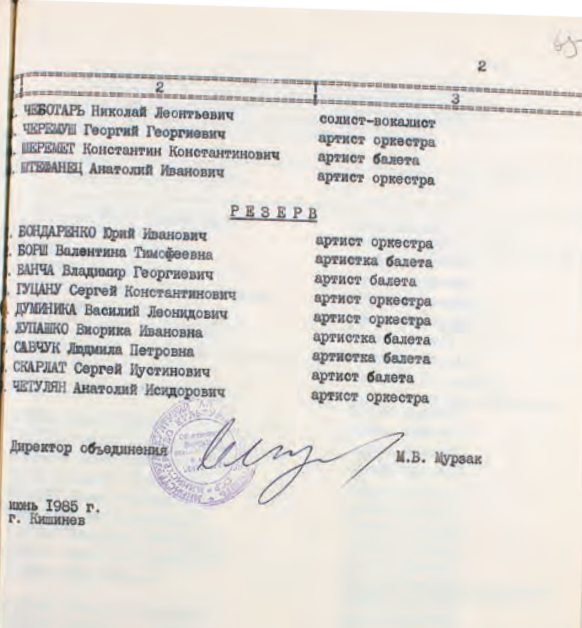 2
2 3
ЧЕБОТАРЬ Николай Леонтьевич солист-вокалист
ЧЕРЕМУШ Георгий Георгиевич артист оркестра
ШЕРЕМЕТ Константин Константинович артист балета
ШТЕФАНЕЦ Анатолий Иванович артист оркестра
РЕЗЕРВ
БОНДАРЕНКО Юрий Иванович артист оркестра
БОРШ Валентина Тимофеевна артистка балета
ВАНЧА Владимир Георгиевич артист балета
ГУЦАНУ Сергей Константинович артист оркестра
ДУМИНИКА Василий Леонидович артист оркестра
ЛУПАШКО Виорика Ивановна артистка балета
САВЧУК Людмила Петровна артистка балета
СКАРЛАТ Сергей Иустинович артист балета
ЧЕТУЛЯН Анатолий Исидорович артист оркестра
Директор объединения М.В. Мурзак
июнь 1985 г.
г. Кишинев